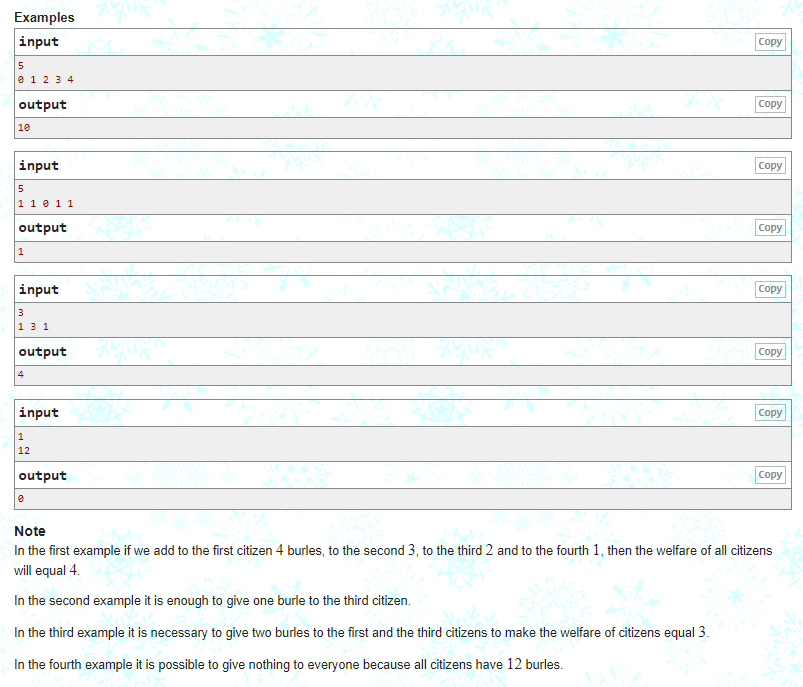 Examples
input
Copy
5
0 1 2 3 4
output
Copy
10
input
Copy
5
1 1 0 1 1
output
Copy
1
input
Copy
3
1 3 1
output
Copy
4
input
Copy
1
12
output
Copy
0
Note
In the first example if we add to the first citizen 4 burles, to the second 3, to the third 2 and to the fourth 1, then the welfare of all citizens
will equal 4.
In the second example it is enough to give one burle to the third citizen.
In the third example it is necessary to give two burles to the first and the third citizens to make the welfare of citizens equal 3.
In the fourth example it is possible to give nothing to everyone because all citizens have 12 burles.